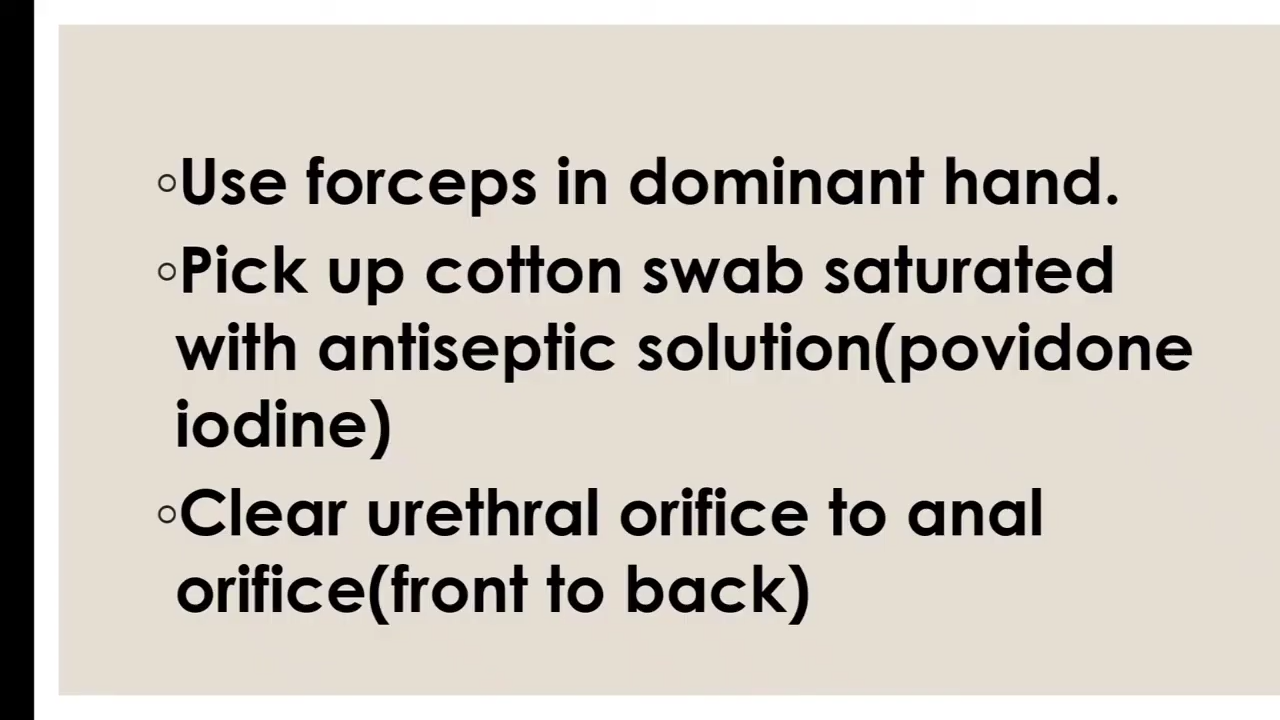 ◦Use forceps in dominant hand.
◦Pick up cotton swab saturated
with antiseptic solution(povidone
iodine)
◦Clear urethral orifice to anal
orifice(front to back)